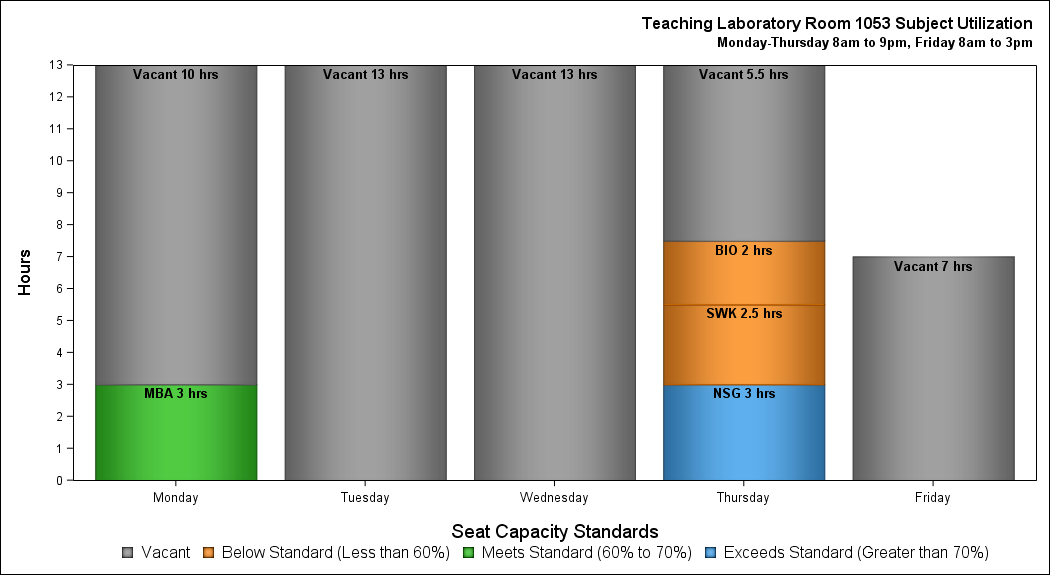 Teaching Laboratory Room 1053 Subject Utilization
Monday-Thursday 8am to 9pm, Friday 8am to 3pm
Hours
13
12
11
10
9
8
7
6
5
4
3
2
1
0
Vacant 10 hrs
MBA 3 hrs
Vacant 13 hrs
Vacant 13 hrs
Vacant 5.5 hrs
BIO 2 hrs
SWK 2.5 hrs
NSG 3 hrs
Vacant 7 hrs
Monday
Tuesday
Wednesday
Thursday
Friday
Seat Capacity Standards
Vacant
Below Standard (Less than 60%)
Meets Standard (60% to 70%)
Exceeds Standard (Greater than 70%)